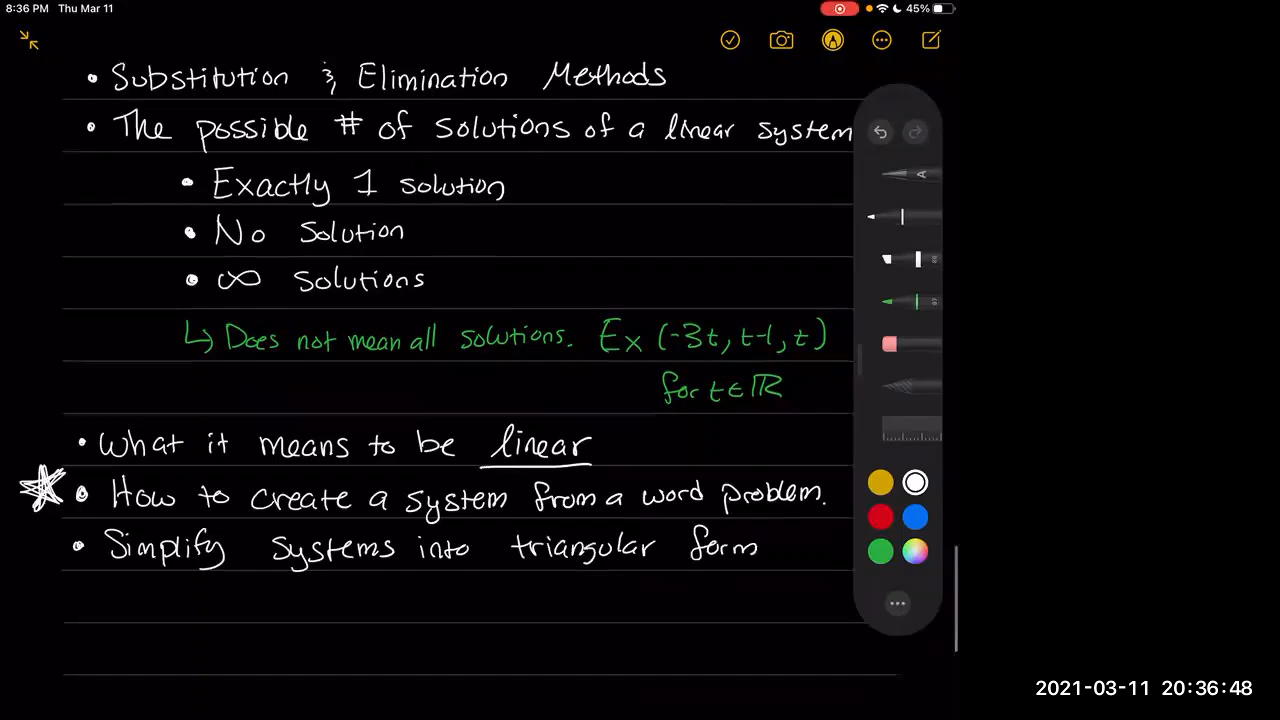 8:36 PM Thu Mar 11 45%
• Substitution & Elimination Methods
• The possible # of solutions of a linear system
• Exactly 1 solution
• No solution
• ∞ solutions
↳ Does not mean all solutions. Ex (-3t, t-1, t)
for t∈ℝ
• What it means to be linear
• How to create a system from a word problem.
• Simplify systems into triangular form
A
2021-03-11 20:36:48